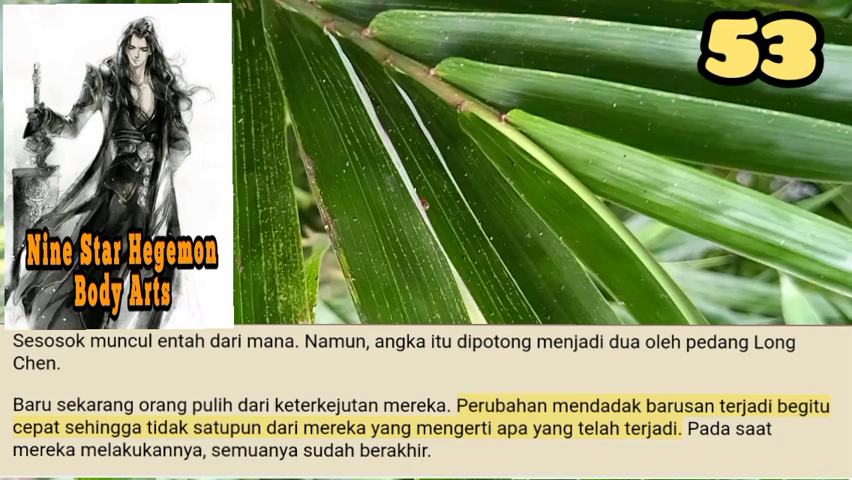 53
Nine Star Hegemon
Body Arts
Sesosok muncul entah dari mana. Namun, angka itu dipotong menjadi dua oleh pedang Long
Chen.
Baru sekarang orang pulih dari keterkejutan mereka. Perubahan mendadak barusan terjadi begitu
cepat sehingga tidak satupun dari mereka yang mengerti apa yang telah terjadi. Pada saat
mereka melakukannya, semuanya sudah berakhir.